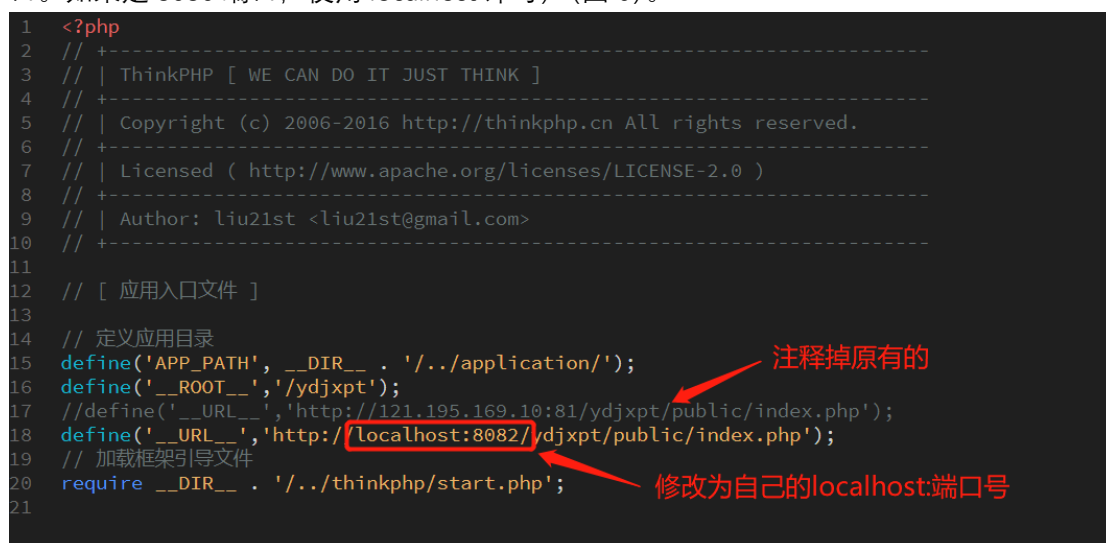 1 <?php
2 // +----------------------------------------------------------------------
3 // | ThinkPHP [ WE CAN DO IT JUST THINK ]
4 // +----------------------------------------------------------------------
5 // | Copyright (c) 2006-2016 http://thinkphp.cn All rights reserved.
6 // +----------------------------------------------------------------------
7 // | Licensed ( http://www.apache.org/licenses/LICENSE-2.0 )
8 // +----------------------------------------------------------------------
9 // | Author: liu21st <liu21st@gmail.com>
10 // +----------------------------------------------------------------------
11
12 // [ 应用入口文件 ]
13
14 // 定义应用目录
15 define('APP_PATH', __DIR__ . '/../application/');
注释掉原有的
16 define('__ROOT__','/ydjxpt');
17 //define('__URL__','http://121.195.169.10:81/ydjxpt/public/index.php');
18 define('__URL__','http://localhost:8082/ydjxpt/public/index.php');
19 // 加载框架引导文件
20 require __DIR__ . '/../thinkphp/start.php';
修改为自己的localhost:端口号
21